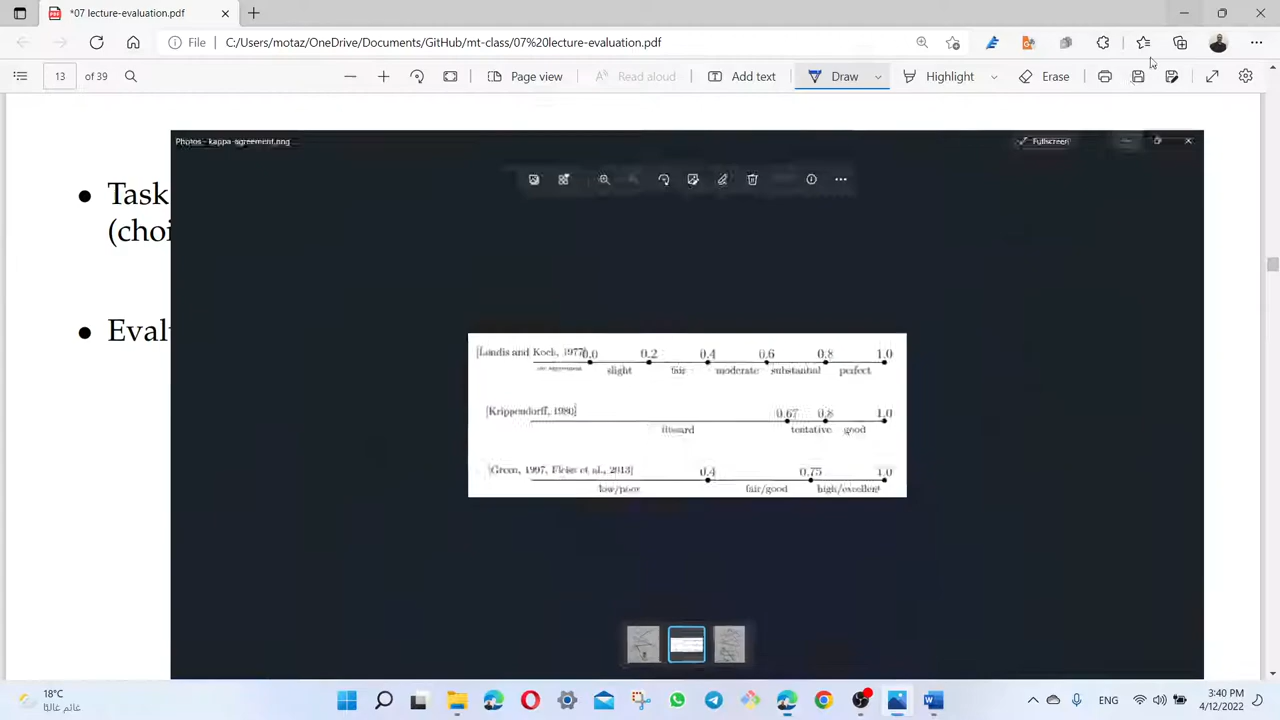 *07 lecture-evaluation.pdf
File C:/Users/motaz/OneDrive/Documents/GitHub/mt-class/07%20lecture-evaluation.pdf
13 of 39 Page view Read aloud Add text Draw Highlight Erase
Photos - kappa-agreement.png Fullscreen
Task
(choi
Eval
[Landis and Koch, 1977] 0.0 0.2 0.4 0.6 0.8 1.0
no agreement slight fair moderate substantial perfect
[Krippendorff, 1980] 0.67 0.8 1.0
discard tentative good
[Green, 1997, Fleiss et al., 2013] 0.4 0.75 1.0
low/poor fair/good high/excellent
18°C
غائم غالبًا
ENG
3:40 PM
4/12/2022